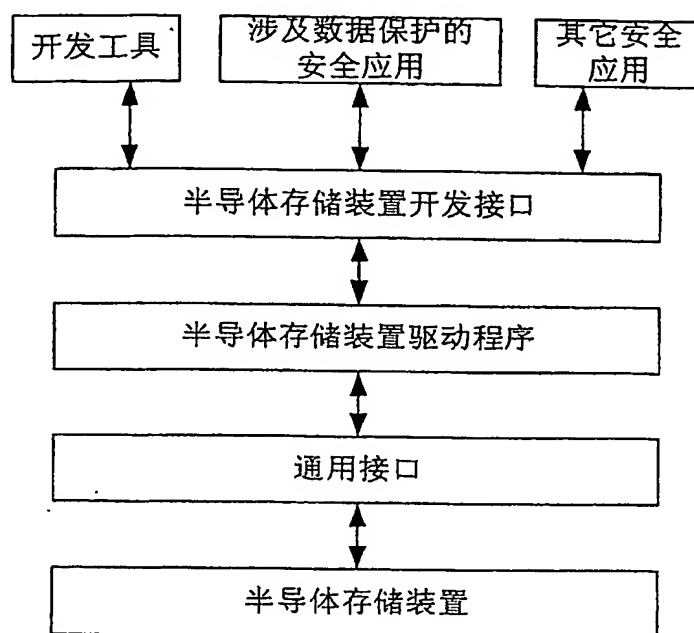 开发工具
涉及数据保护的
安全应用
其它安全
应用
半导体存储装置开发接口
半导体存储装置驱动程序
通用接口
半导体存储装置